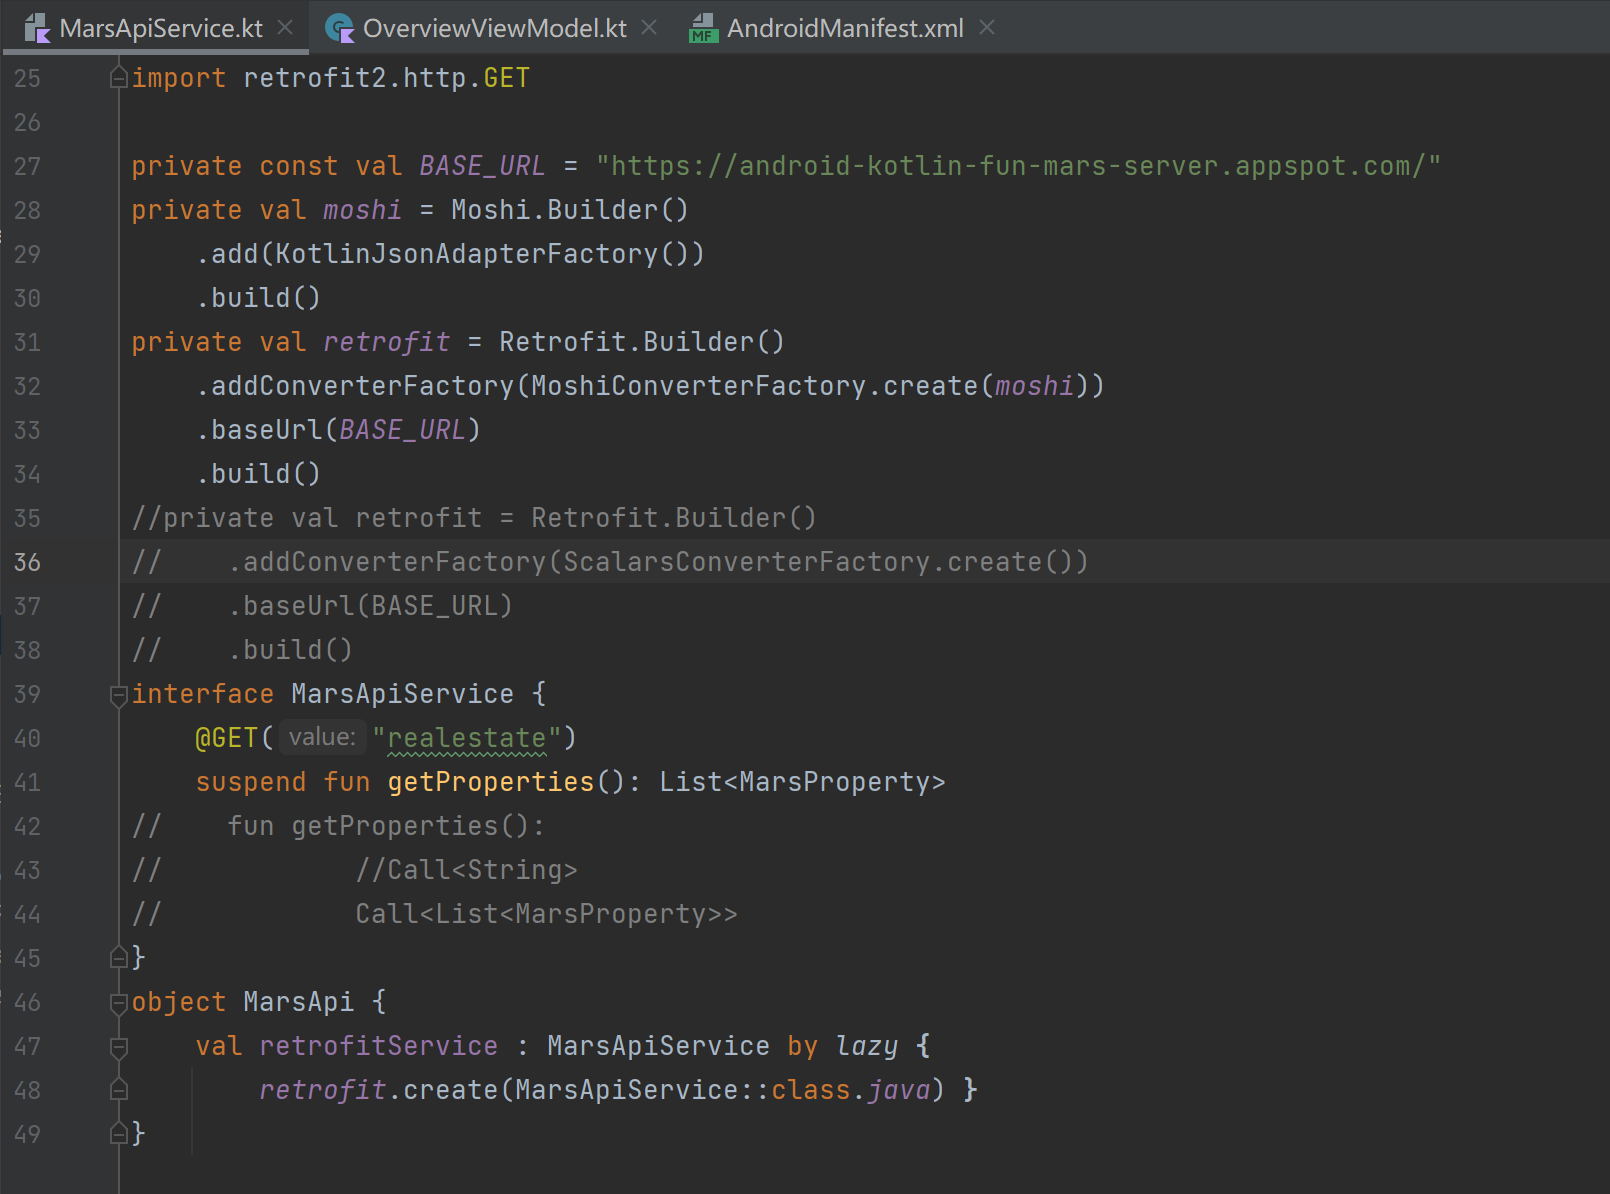 MarsApiService.kt OverviewViewModel.kt MF AndroidManifest.xml
25 import retrofit2.http.GET
26
27 private const val BASE_URL = "https://android-kotlin-fun-mars-server.appspot.com/"
28 private val moshi = Moshi.Builder()
29     .add(KotlinJsonAdapterFactory())
30     .build()
31 private val retrofit = Retrofit.Builder()
32     .addConverterFactory(MoshiConverterFactory.create(moshi))
33     .baseUrl(BASE_URL)
34     .build()
35 //private val retrofit = Retrofit.Builder()
36 //    .addConverterFactory(ScalarsConverterFactory.create())
37 //    .baseUrl(BASE_URL)
38 //    .build()
39 interface MarsApiService {
40     @GET( value: "realestate")
41     suspend fun getProperties(): List<MarsProperty>
42 //    fun getProperties():
43 //            //Call<String>
44 //            Call<List<MarsProperty>>
45 }
46 object MarsApi {
47     val retrofitService : MarsApiService by lazy {
48         retrofit.create(MarsApiService::class.java) }
49 }